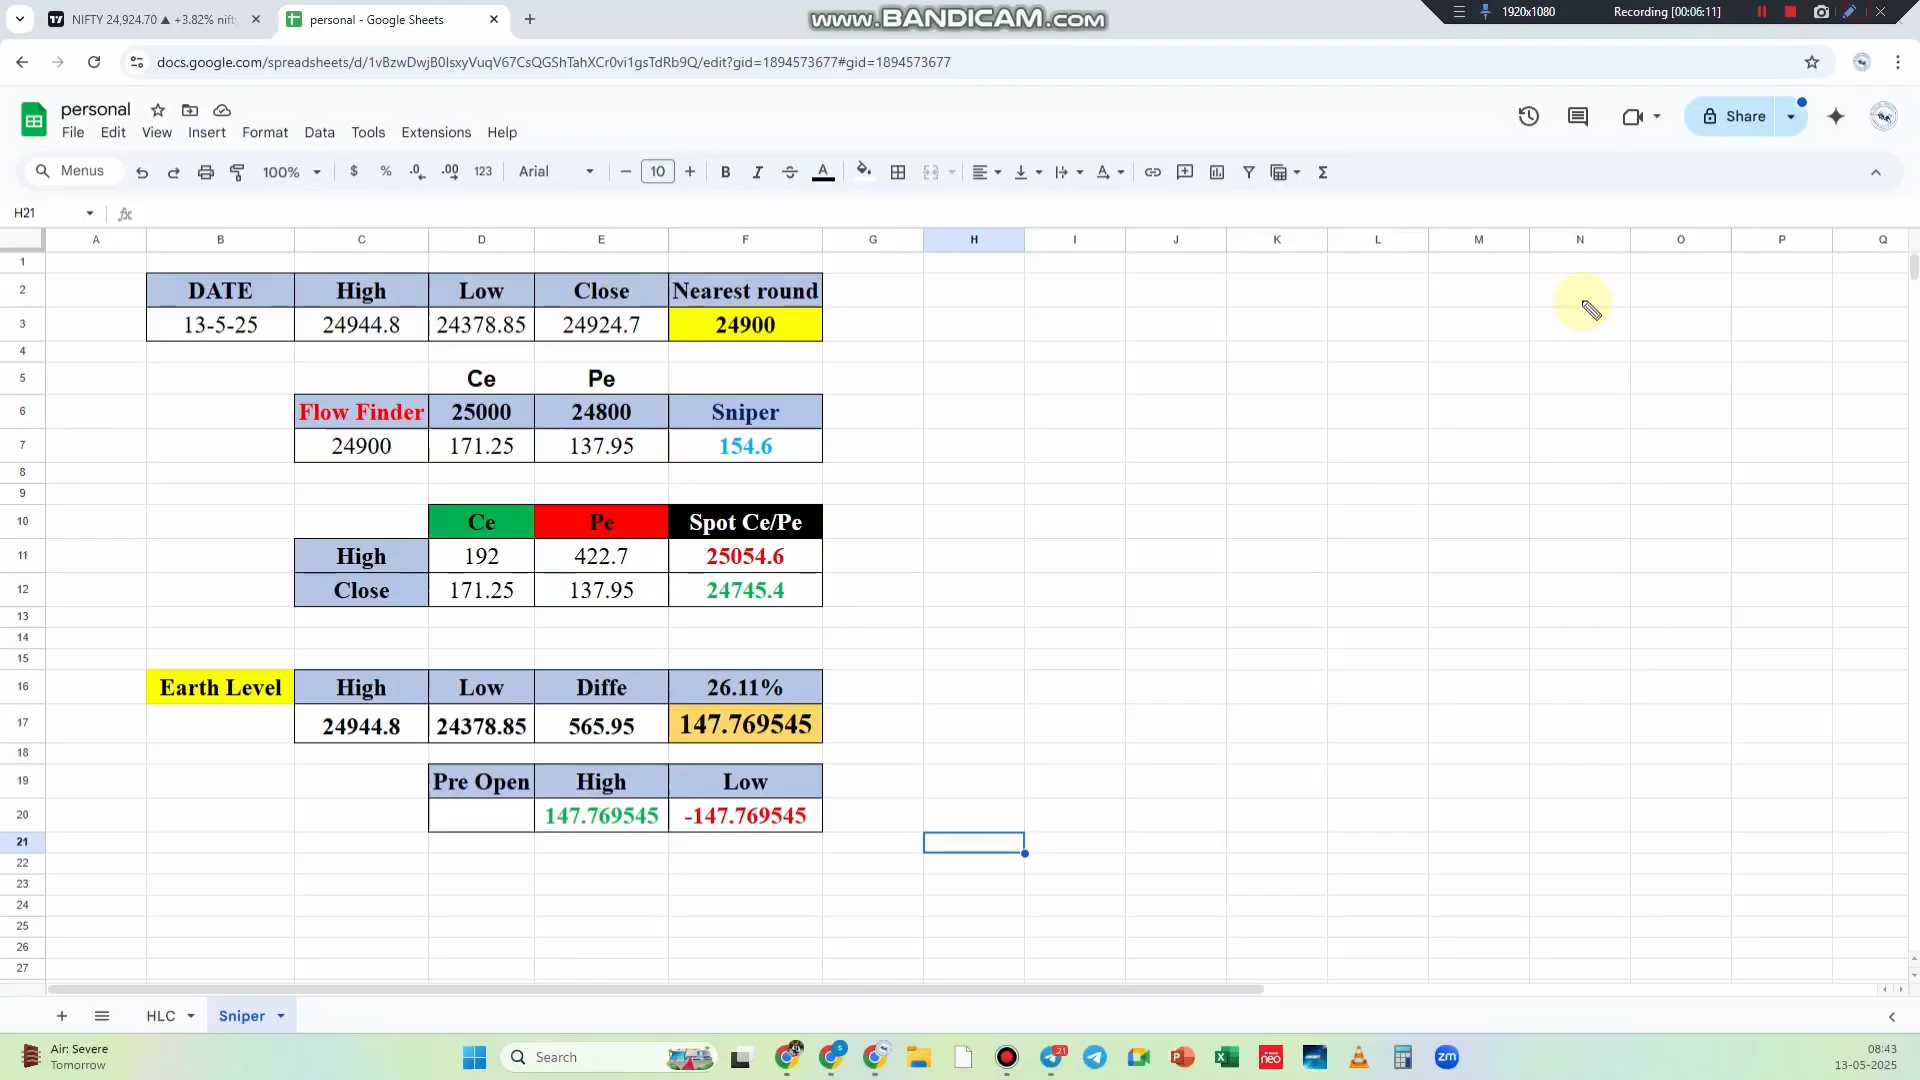 NIFTY 24,924.70 ▲ +3.82% nifty
personal - Google Sheets
www.BANDICAM.com
1920x1080
Recording [00:06:11]
docs.google.com/spreadsheets/d/1vBzwDwjB0IsxyVuqV67CsQGShTahXCr0vi1gsTdRb9Q/edit?gid=1894573677#gid=1894573677
personal
File Edit View Insert Format Data Tools Extensions Help
Share
Menus 100% $ % .0 .00 123 Arial 10 B I A
H21
A B C D E F G H I J K L M N O P Q
1
2 DATE High Low Close Nearest round
3 13-5-25 24944.8 24378.85 24924.7 24900
4
5 Ce Pe
6 Flow Finder 25000 24800 Sniper
7 24900 171.25 137.95 154.6
8
9
10 Ce Pe Spot Ce/Pe
11 High 192 422.7 25054.6
12 Close 171.25 137.95 24745.4
13
14
15
16 Earth Level High Low Diffe 26.11%
17 24944.8 24378.85 565.95 147.769545
18
19 Pre Open High Low
20 147.769545 -147.769545
21
22
23
24
25
26
27
HLC Sniper
Air: Severe
Tomorrow
Search
21
neo
zm
08:43
13-05-2025